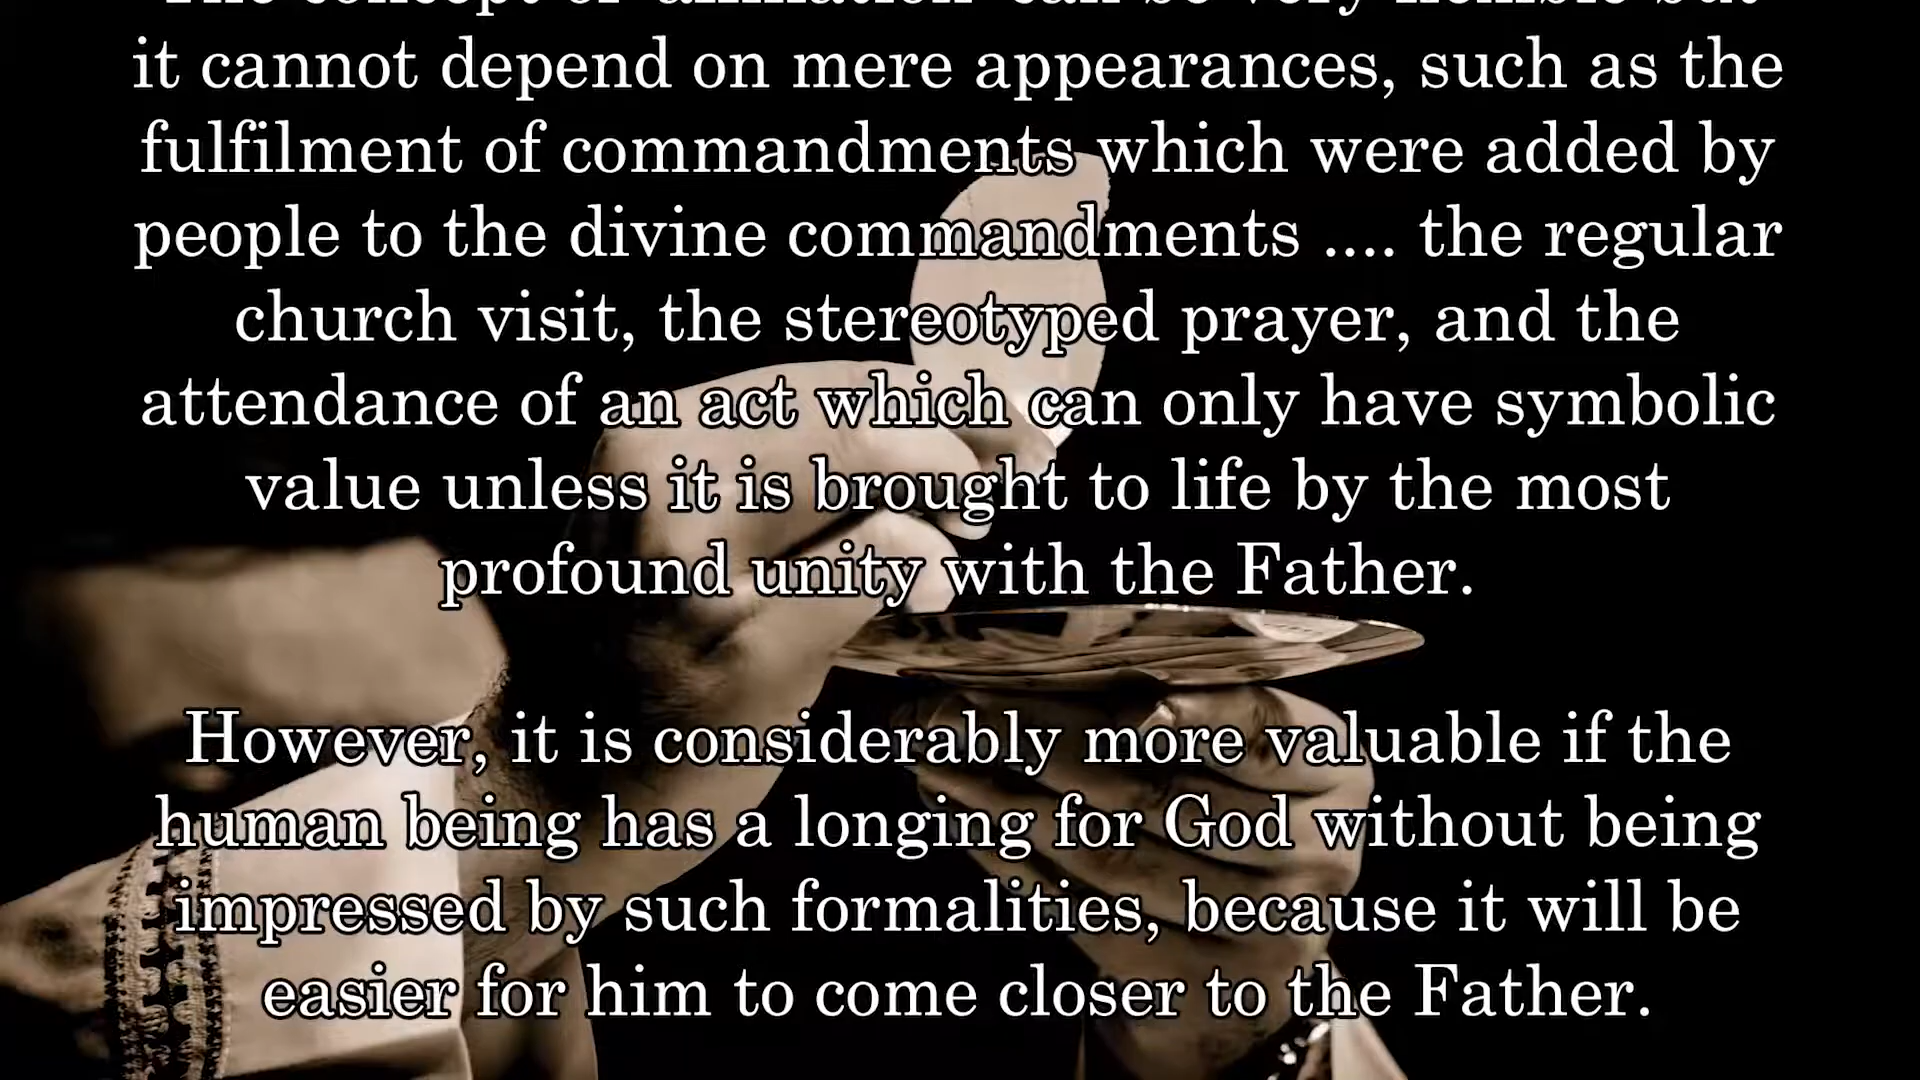 it cannot depend on mere appearances, such as the
fulfilment of commandments which were added by
people to the divine commandments .... the regular
church visit, the stereotyped prayer, and the
attendance of an act which can only have symbolic
value unless it is brought to life by the most
profound unity with the Father.
However, it is considerably more valuable if the
human being has a longing for God without being
impressed by such formalities, because it will be
easier for him to come closer to the Father.